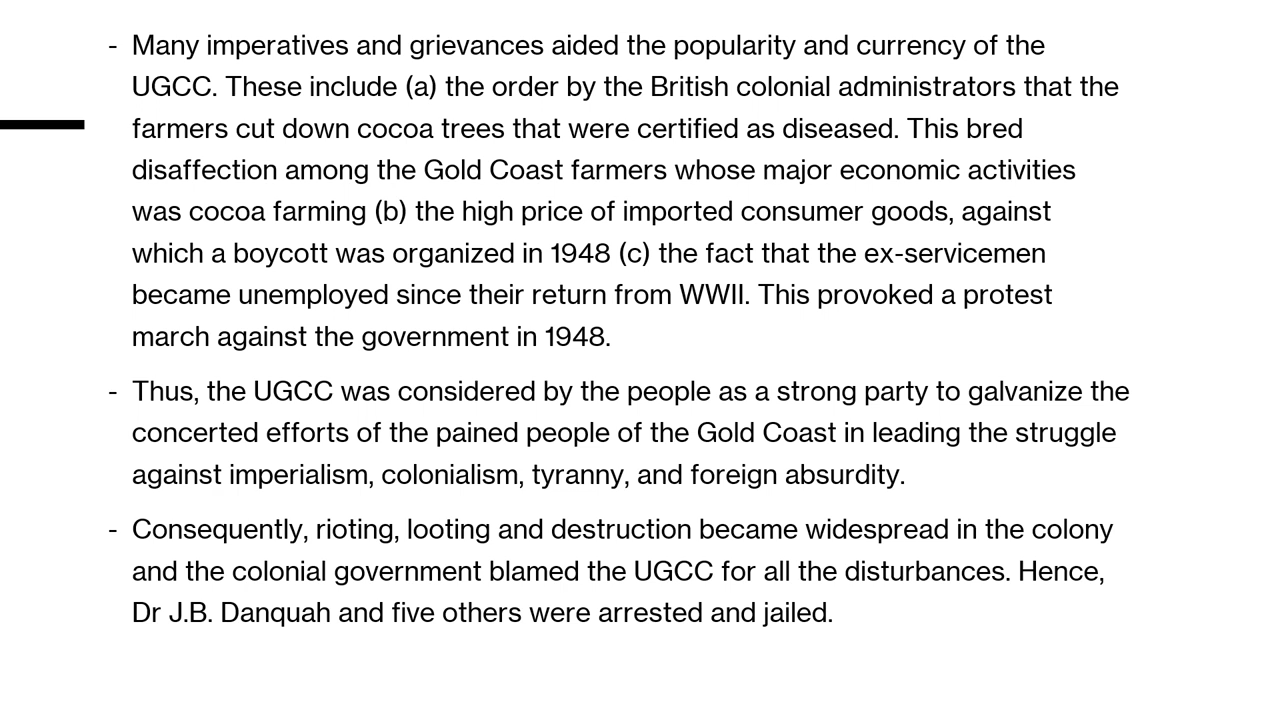 - Many imperatives and grievances aided the popularity and currency of the
UGCC. These include (a) the order by the British colonial administrators that the
farmers cut down cocoa trees that were certified as diseased. This bred
disaffection among the Gold Coast farmers whose major economic activities
was cocoa farming (b) the high price of imported consumer goods, against
which a boycott was organized in 1948 (c) the fact that the ex-servicemen
became unemployed since their return from WWII. This provoked a protest
march against the government in 1948.
- Thus, the UGCC was considered by the people as a strong party to galvanize the
concerted efforts of the pained people of the Gold Coast in leading the struggle
against imperialism, colonialism, tyranny, and foreign absurdity.
- Consequently, rioting, looting and destruction became widespread in the colony
and the colonial government blamed the UGCC for all the disturbances. Hence,
Dr J.B. Danquah and five others were arrested and jailed.